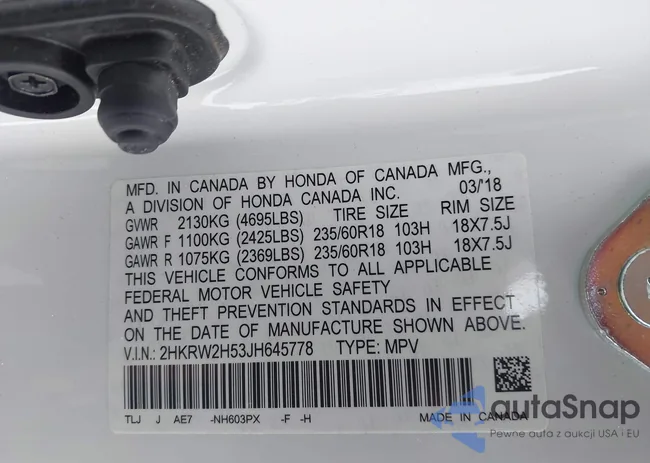 MFD. IN CANADA BY HONDA OF CANADA MFG.,
A DIVISION OF HONDA CANADA INC. 03/'18
GVWR 2130KG (4695LBS) TIRE SIZE RIM SIZE
GAWR F 1100KG (2425LBS) 235/60R18 103H 18X7.5J
GAWR R 1075KG (2369LBS) 235/60R18 103H 18X7.5J
THIS VEHICLE CONFORMS TO ALL APPLICABLE
FEDERAL MOTOR VEHICLE SAFETY
AND THEFT PREVENTION STANDARDS IN EFFECT
ON THE DATE OF MANUFACTURE SHOWN ABOVE.
V.I.N.: 2HKRW2H53JH645778 TYPE: MPV
TLJ J AE7 -NH603PX -F -H MADE IN CANADA
autaSnap
Pewne auta z aukcji USA i EU